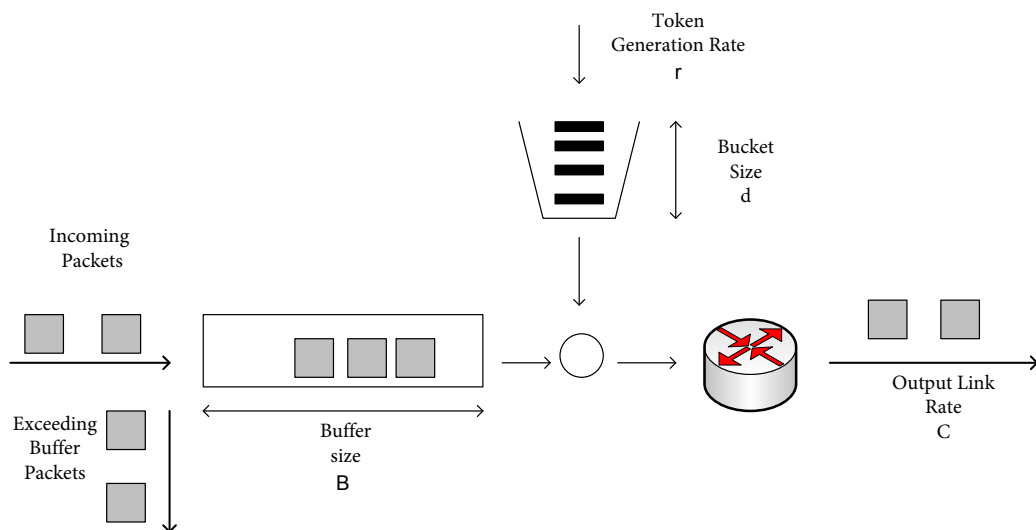 Token
Generation Rate
r
Bucket
Size
d
Incoming
Packets
Exceeding
Buffer
Packets
Buffer
size
B
Output Link
Rate
C